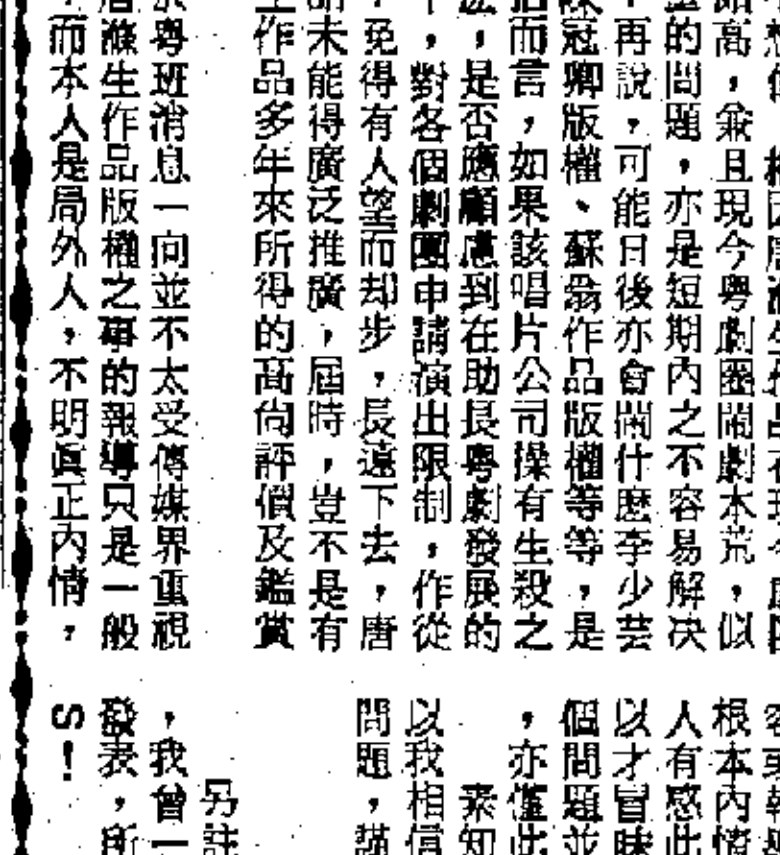 高，兼且現今粵劇圈鬧劇本荒，似
的問題，亦是短期內之不容易解决
，再說，可能日後亦會鬧什麽李少芸
冠卿版權、蘇翁作品版權等等，是
而言，如果該唱片公司操有生殺之
，是否應顧慮到在助長粵劇發展的
，對各個劇團申請演出限制，作從
免得有人望而却步，長遠下去，唐
未能得廣泛推廣，屆時，豈不是有
作品多年來所得的高尚評價及鑑賞
粵班消息一向並不太受傳媒界重視
滌生作品版權之事的報導只是一般
，而本人是局外人，不明眞正內情，
根本內情
人有感此
以才冒昧
個問題並
，亦僅此
素知
以我相信
問題，謹
另註
，我曾一
發表，所
S！